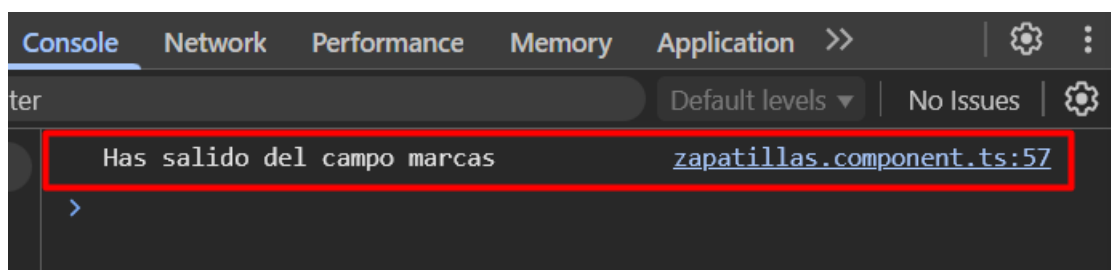 Console Network Performance Memory Application
ter Default levels ▼ No Issues
Has salido del campo marcas zapatillas.component.ts:57